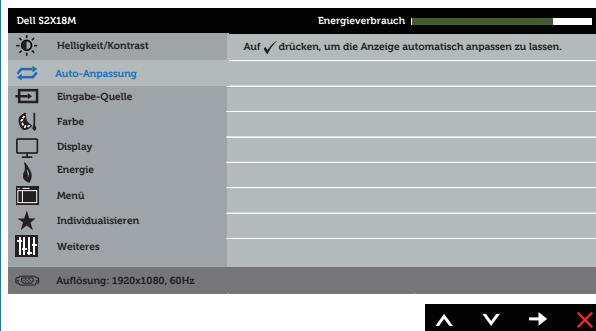 Dell S2X18M Energieverbrauch
Helligkeit/Kontrast Auf ✓ drücken, um die Anzeige automatisch anpassen zu lassen.
Auto-Anpassung
Eingabe-Quelle
Farbe
Display
Energie
Menü
Individualisieren
Weiteres
Auflösung: 1920x1080, 60Hz